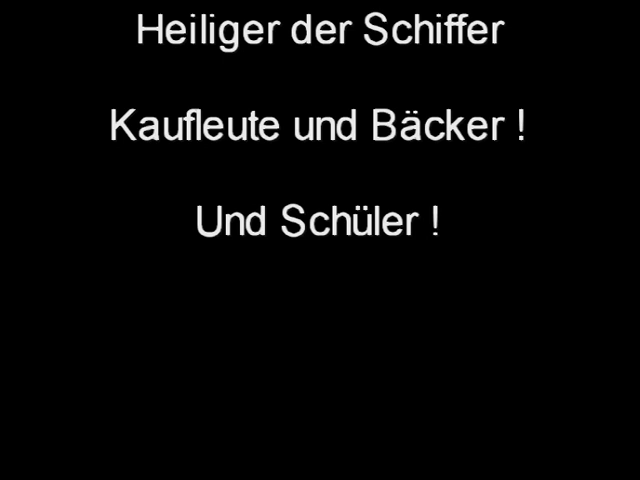 Heiliger der Schiffer
Kaufleute und Bäcker !
Und Schüler !